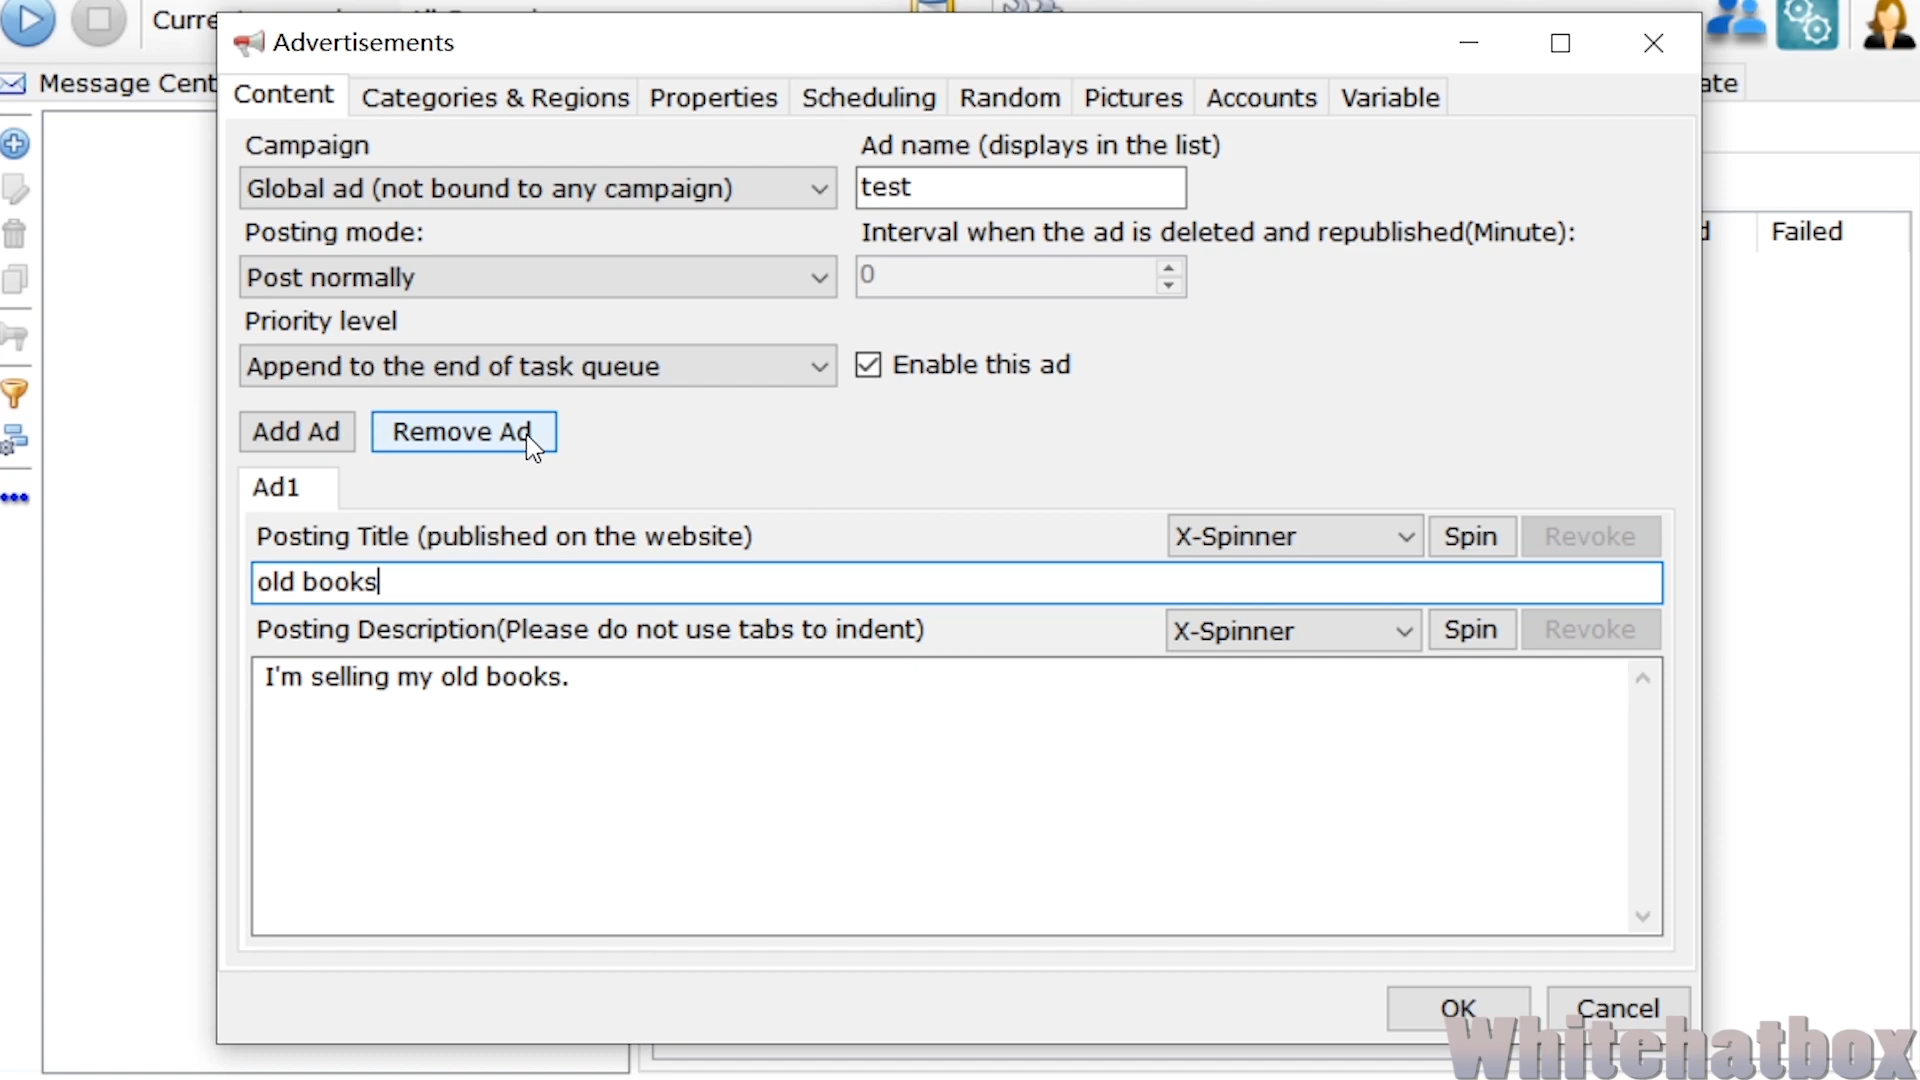 Curre
Advertisements
Message Cent
ate
Content Categories & Regions Properties Scheduling Random Pictures Accounts Variable
Campaign
Ad name (displays in the list)
Global ad (not bound to any campaign)
test
Posting mode:
Interval when the ad is deleted and republished(Minute):
d Failed
Post normally
0
Priority level
Append to the end of task queue
Enable this ad
Add Ad Remove Ad
Ad1
Posting Title (published on the website)
X-Spinner Spin Revoke
old books
Posting Description(Please do not use tabs to indent)
X-Spinner Spin Revoke
I'm selling my old books.
OK Cancel
Whitehatbox